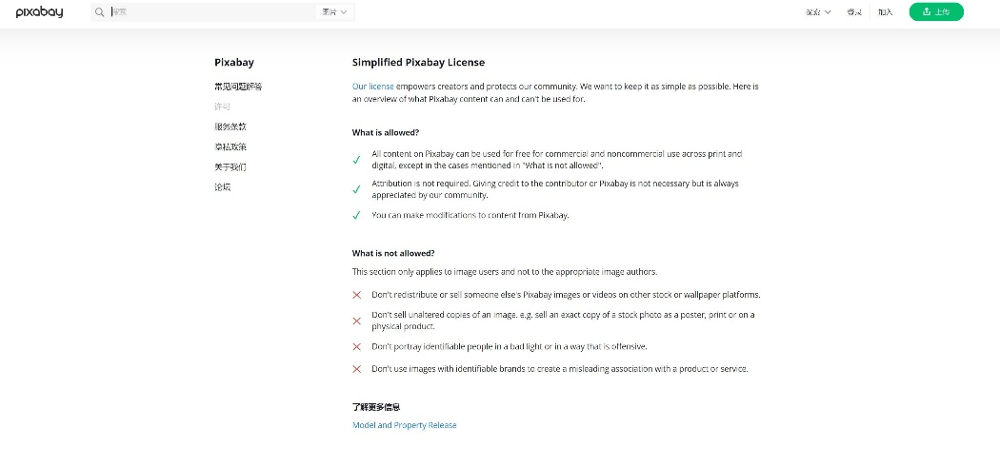 pixabay
搜索
图片
探索
登录
加入
上传
Pixabay
常见问题解答
许可
服务条款
隐私政策
关于我们
论坛
Simplified Pixabay License
Our license empowers creators and protects our community. We want to keep it as simple as possible. Here is
an overview of what Pixabay content can and can't be used for.
What is allowed?
All content on Pixabay can be used for free for commercial and noncommercial use across print and
digital, except in the cases mentioned in "What is not allowed".
Attribution is not required. Giving credit to the contributor or Pixabay is not necessary but is always
appreciated by our community.
You can make modifications to content from Pixabay.
What is not allowed?
This section only applies to image users and not to the appropriate image authors.
Don't redistribute or sell someone else's Pixabay images or videos on other stock or wallpaper platforms.
Don't sell unaltered copies of an image. e.g. sell an exact copy of a stock photo as a poster, print or on a
physical product.
Don't portray identifiable people in a bad light or in a way that is offensive.
Don't use images with identifiable brands to create a misleading association with a product or service.
了解更多信息
Model and Property Release